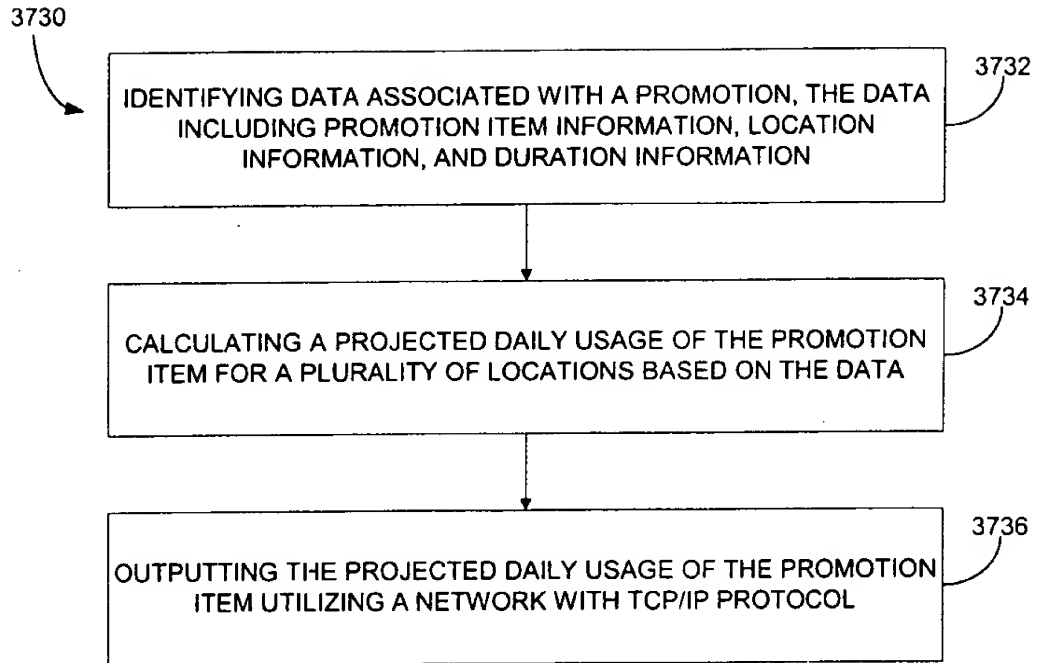 3730
3732
IDENTIFYING DATA ASSOCIATED WITH A PROMOTION, THE DATA
INCLUDING PROMOTION ITEM INFORMATION, LOCATION
INFORMATION, AND DURATION INFORMATION
3734
CALCULATING A PROJECTED DAILY USAGE OF THE PROMOTION
ITEM FOR A PLURALITY OF LOCATIONS BASED ON THE DATA
3736
OUTPUTTING THE PROJECTED DAILY USAGE OF THE PROMOTION
ITEM UTILIZING A NETWORK WITH TCP/IP PROTOCOL